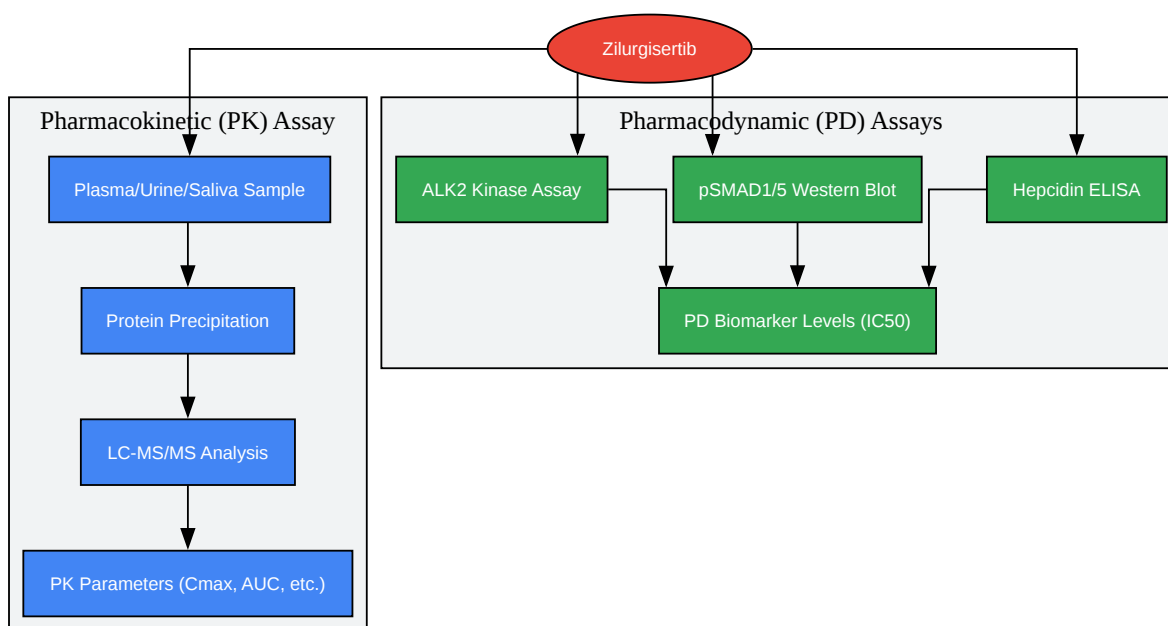 Zilurgisertib
Pharmacokinetic (PK) Assay
Pharmacodynamic (PD) Assays
Plasma/Urine/Saliva Sample
ALK2 Kinase Assay
pSMAD1/5 Western Blot
Hepcidin ELISA
Protein Precipitation
PD Biomarker Levels (IC50)
LC-MS/MS Analysis
PK Parameters (Cmax, AUC, etc.)